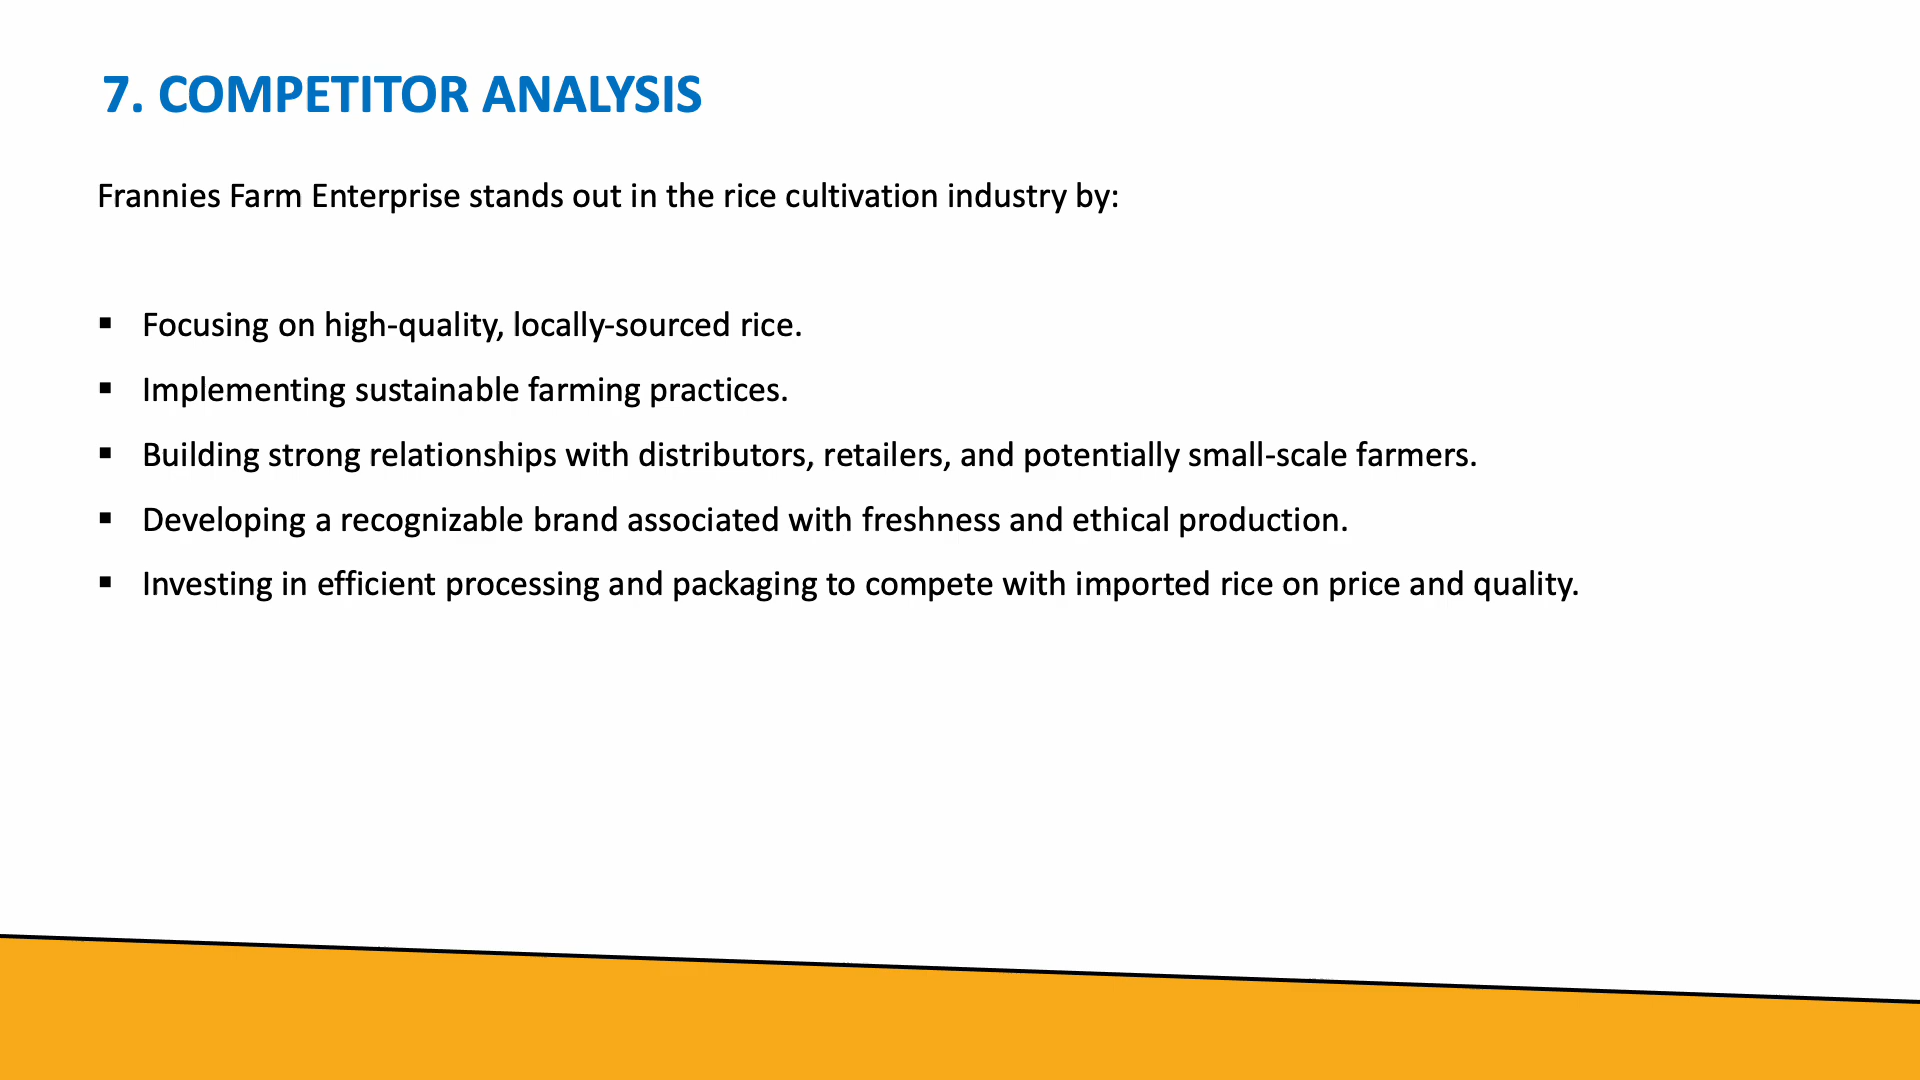 7. COMPETITOR ANALYSIS
Frannies Farm Enterprise stands out in the rice cultivation industry by:
▪ Focusing on high-quality, locally-sourced rice.
▪ Implementing sustainable farming practices.
▪ Building strong relationships with distributors, retailers, and potentially small-scale farmers.
▪ Developing a recognizable brand associated with freshness and ethical production.
▪ Investing in efficient processing and packaging to compete with imported rice on price and quality.